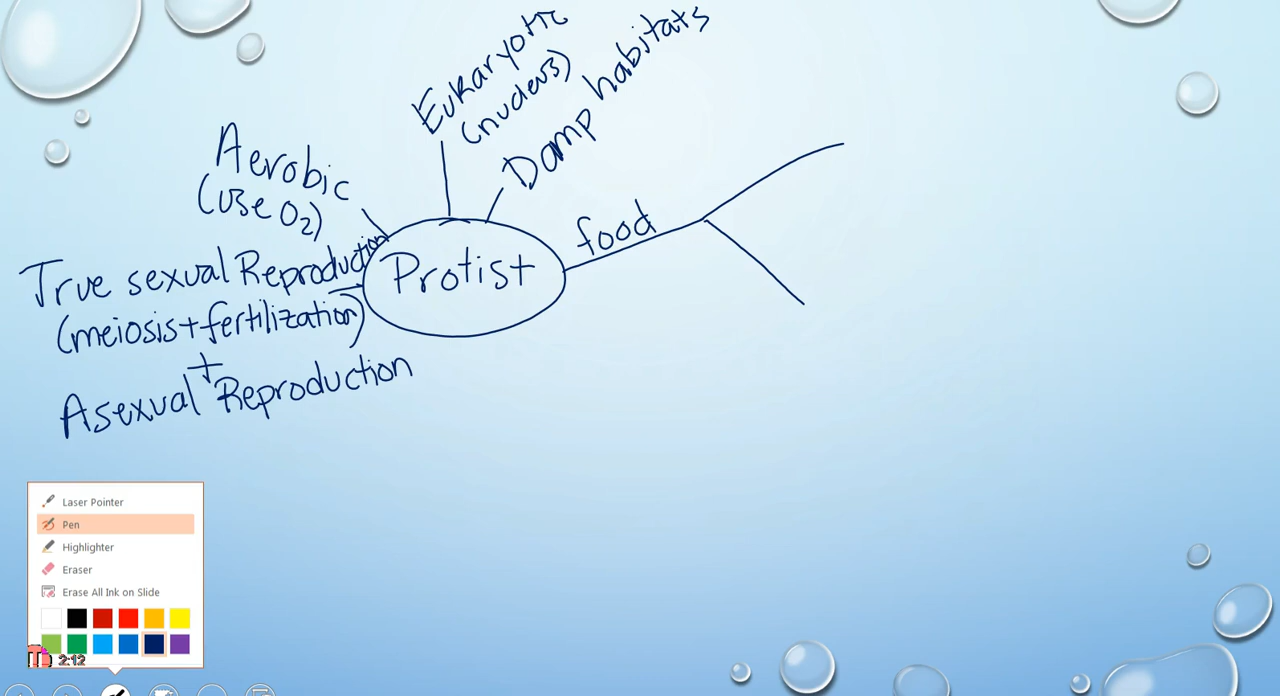 Eukaryotic
(nucleus)
Damp habitats
Aerobic
(use O2)
True sexual Reproduction
(meiosis+fertilization)
+
Asexual Reproduction
Protist
food
Laser Pointer
Pen
Highlighter
Eraser
Erase All Ink on Slide
2:12